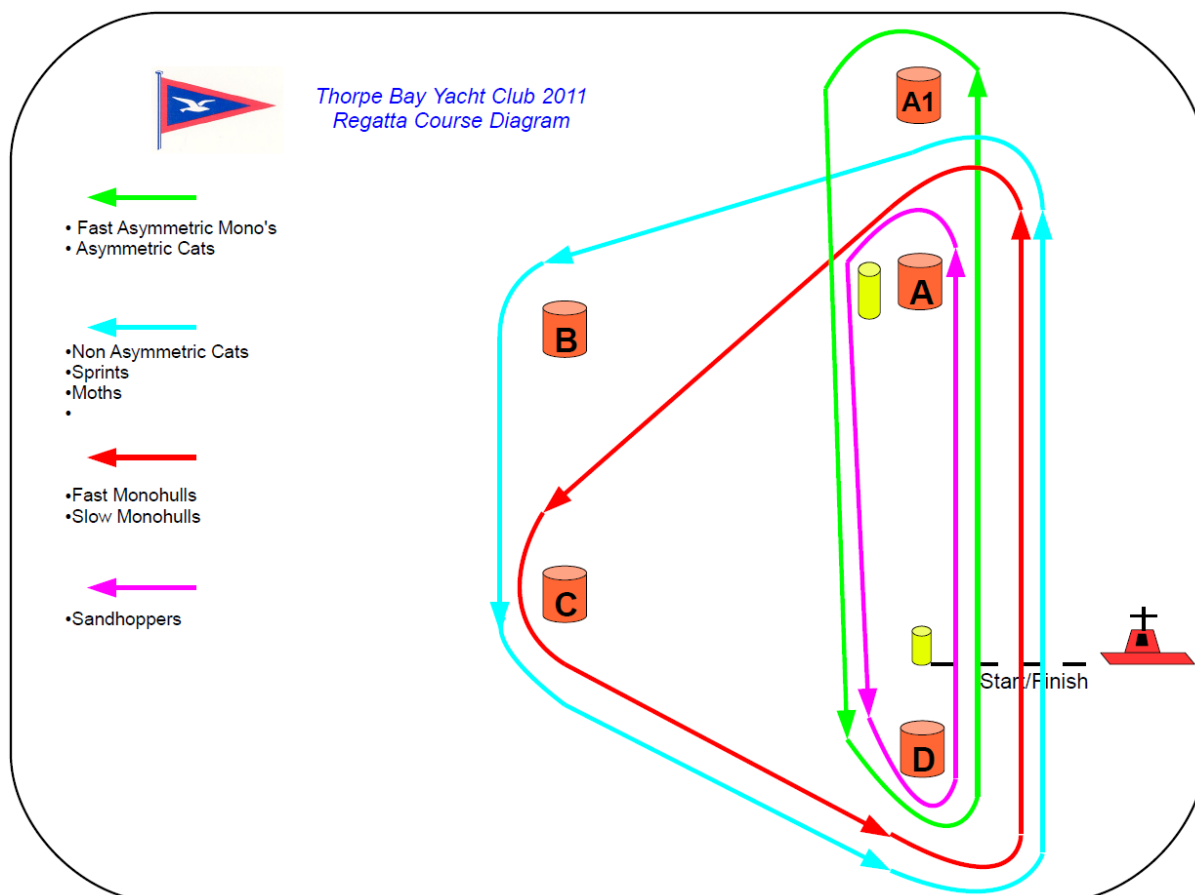 Thorpe Bay Yacht Club 2011
Regatta Course Diagram
A1
• Fast Asymmetric Mono's
• Asymmetric Cats
A
B
•Non Asymmetric Cats
•Sprints
•Moths
•
•Fast Monohulls
•Slow Monohulls
C
•Sandhoppers
Start/Finish
D